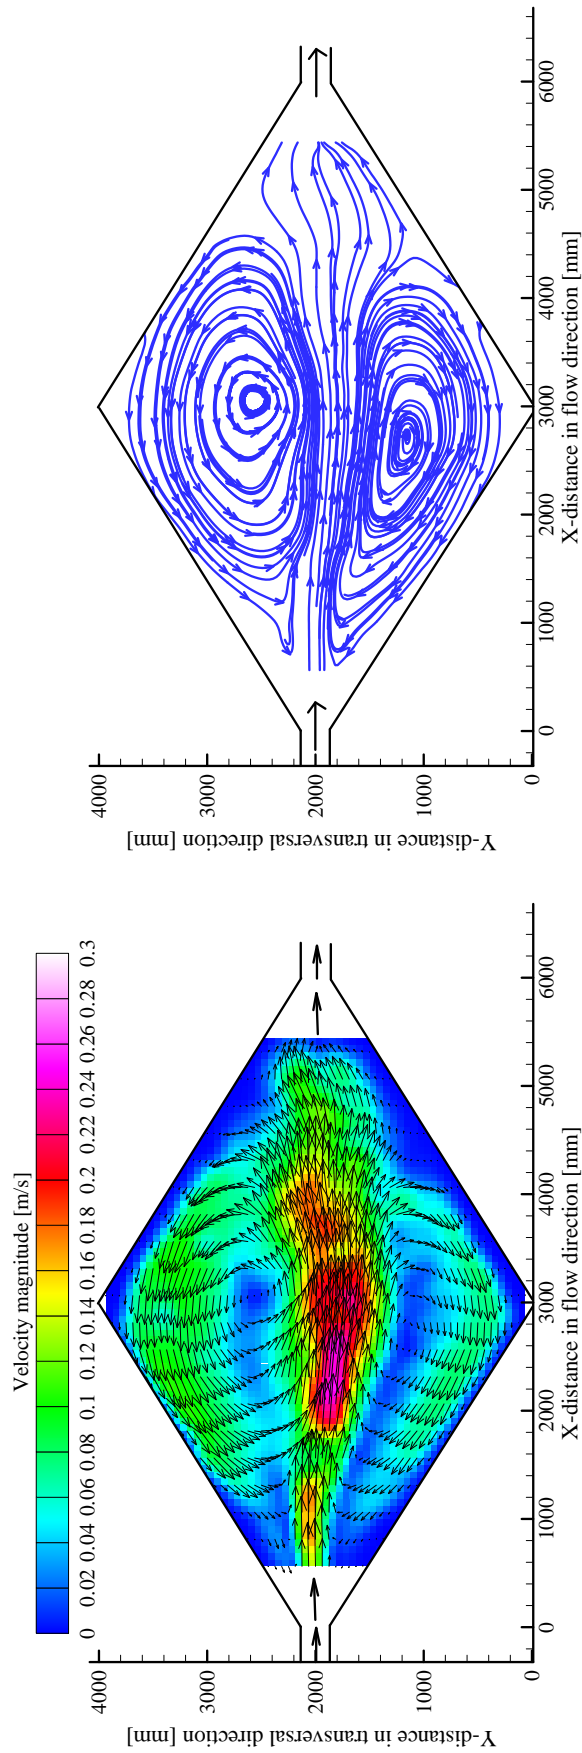 Velocity magnitude [m/s]
0 0.02 0.04 0.06 0.08 0.1 0.12 0.14 0.16 0.18 0.2 0.22 0.24 0.26 0.28 0.3
Y-distance in transversal direction [mm]
4000
3000
2000
1000
0
0 1000 2000 3000 4000 5000 6000
X-distance in flow direction [mm]
Y-distance in transversal direction [mm]
4000
3000
2000
1000
0
0 1000 2000 3000 4000 5000 6000
X-distance in flow direction [mm]